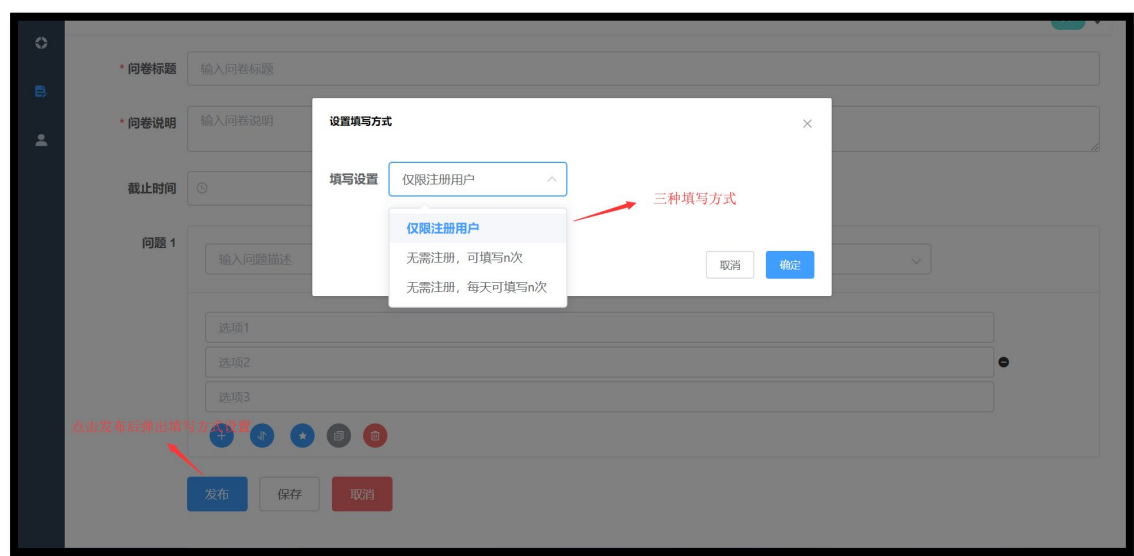 * 问卷标题 输入问卷标题
* 问卷说明 输入问卷说明
设置填写方式
截止时间
填写设置 仅限注册用户
三种填写方式
仅限注册用户
无需注册，可填写n次
无需注册，每天可填写n次
取消 确定
问题 1
输入问题描述
选项1
选项2
选项3
点击发布后弹出填写方式设置
发布 保存 取消